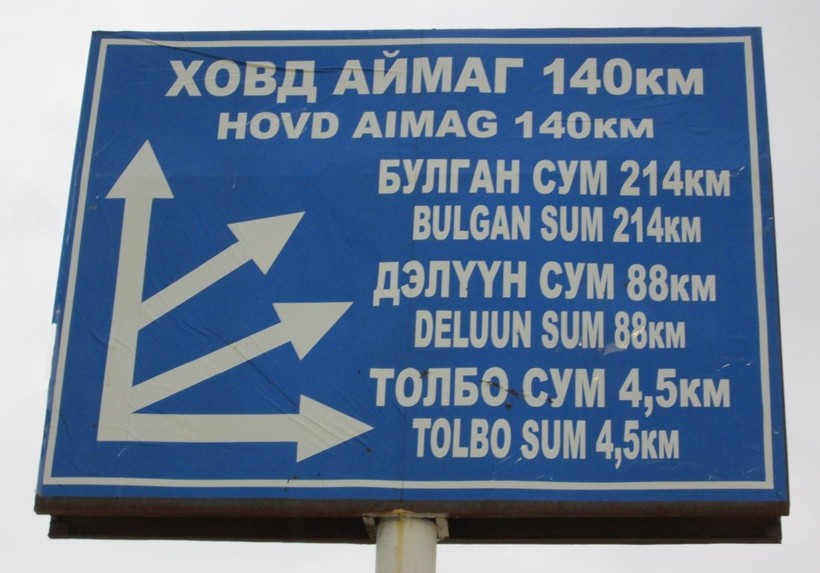 ХОВД АЙМАГ 140км
HOVD AIMAG 140км
БУЛГАН СУМ 214км
BULGAN SUM 214км
ДЭЛҮҮН СУМ 88км
DELUUN SUM 88км
ТОЛБО СУМ 4,5км
TOLBO SUM 4,5км